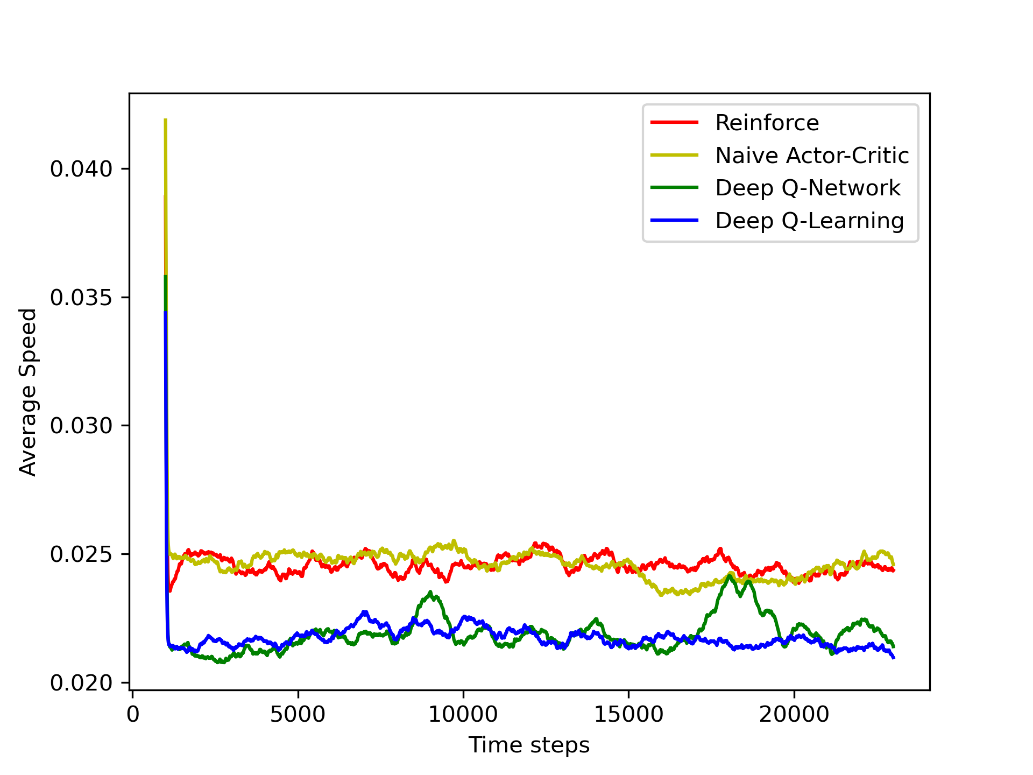 Reinforce
Naive Actor-Critic
Deep Q-Network
Deep Q-Learning
0.040
0.035
0.030
0.025
0.020
Average Speed
0
5000
10000
15000
20000
Time steps